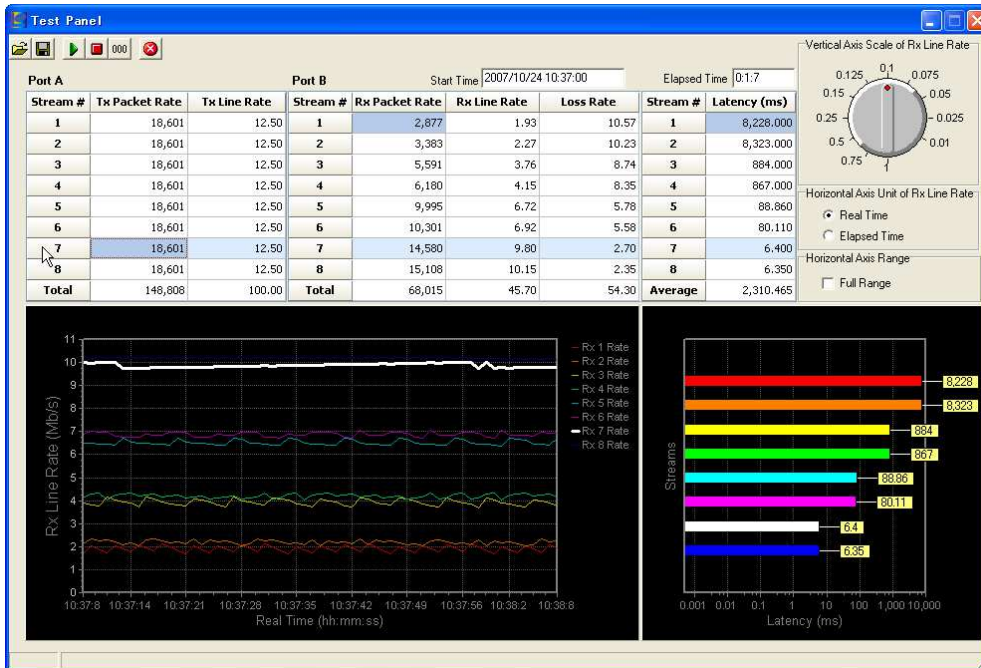 Test Panel
000
Vertical Axis Scale of Rx Line Rate
0.1
0.125 0.075
0.15 0.05
0.25 0.025
0.5 0.01
0.75 1
Port A Port B Start Time 2007/10/24 10:37:00 Elapsed Time 0:1:7
Stream # Tx Packet Rate Tx Line Rate Stream # Rx Packet Rate Rx Line Rate Loss Rate Stream # Latency (ms)
1 18,601 12.50 1 2,877 1.93 10.57 1 8,228.000
2 18,601 12.50 2 3,383 2.27 10.23 2 8,323.000
3 18,601 12.50 3 5,591 3.76 8.74 3 884.000
4 18,601 12.50 4 6,180 4.15 8.35 4 867.000
5 18,601 12.50 5 9,995 6.72 5.78 5 88.860
6 18,601 12.50 6 10,301 6.92 5.58 6 80.110
7 18,601 12.50 7 14,580 9.80 2.70 7 6.400
8 18,601 12.50 8 15,108 10.15 2.35 8 6.350
Total 148,808 100.00 Total 68,015 45.70 54.30 Average 2,310.465
Horizontal Axis Unit of Rx Line Rate
Real Time
Elapsed Time
Horizontal Axis Range
Full Range
11
10
9
8
7
6
5
4
3
2
1
0
Rx Line Rate (Mb/s)
10:37:8 10:37:14 10:37:21 10:37:28 10:37:35 10:37:42 10:37:49 10:37:56 10:38:2 10:38:8
Real Time (hh:mm:ss)
Rx 1 Rate
Rx 2 Rate
Rx 3 Rate
Rx 4 Rate
Rx 5 Rate
Rx 6 Rate
Rx 7 Rate
Rx 8 Rate
Streams
8,228
8,323
884
867
88.86
80.11
6.4
6.35
0.001 0.01 0.1 1 10 100 1,000 10,000
Latency (ms)